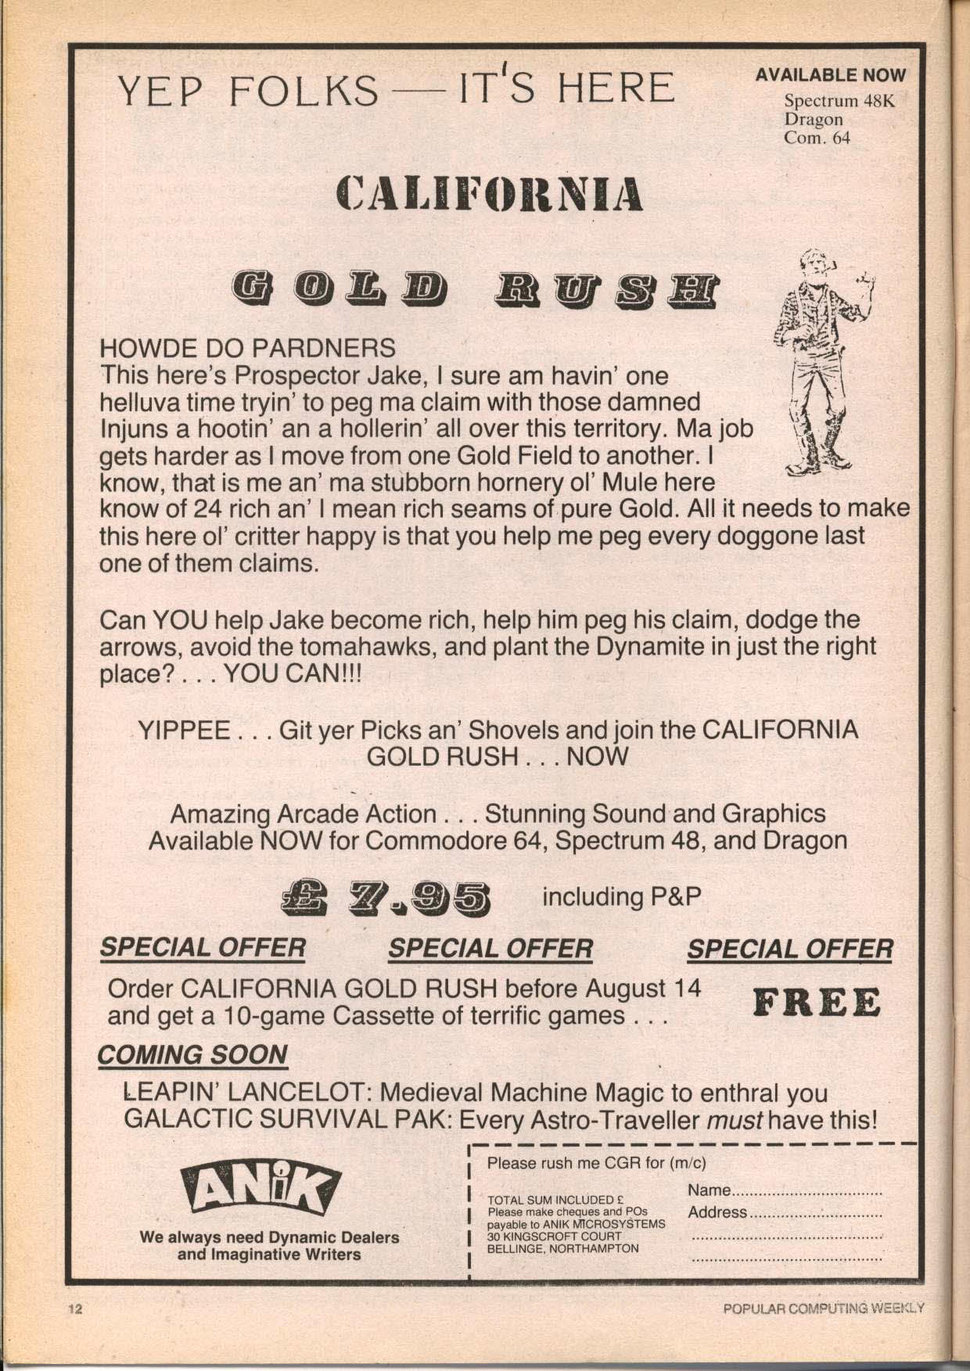 YEP FOLKS — IT'S HERE
AVAILABLE NOW
Spectrum 48K
Dragon
Com. 64
CALIFORNIA
GOLD RUSH
HOWDE DO PARDNERS
This here's Prospector Jake, I sure am havin' one
helluva time tryin' to peg ma claim with those damned
Injuns a hootin' an a hollerin' all over this territory. Ma job
gets harder as I move from one Gold Field to another. I
know, that is me an' ma stubborn hornery ol' Mule here
know of 24 rich an' I mean rich seams of pure Gold. All it needs to make
this here ol' critter happy is that you help me peg every doggone last
one of them claims.
Can YOU help Jake become rich, help him peg his claim, dodge the
arrows, avoid the tomahawks, and plant the Dynamite in just the right
place? . . . YOU CAN!!!
YIPPEE . . . Git yer Picks an' Shovels and join the CALIFORNIA
GOLD RUSH . . . NOW
Amazing Arcade Action . . . Stunning Sound and Graphics
Available NOW for Commodore 64, Spectrum 48, and Dragon
£ 7.95 including P&P
SPECIAL OFFER SPECIAL OFFER SPECIAL OFFER
Order CALIFORNIA GOLD RUSH before August 14
and get a 10-game Cassette of terrific games . . .
FREE
COMING SOON
LEAPIN' LANCELOT: Medieval Machine Magic to enthral you
GALACTIC SURVIVAL PAK: Every Astro-Traveller must have this!
ANiK
We always need Dynamic Dealers
and Imaginative Writers
Please rush me CGR for (m/c)
TOTAL SUM INCLUDED £
Please make cheques and POs
payable to ANIK MICROSYSTEMS
30 KINGSCROFT COURT
BELLINGE, NORTHAMPTON
Name..................................
Address..............................
...........................................
...........................................
12
POPULAR COMPUTING WEEKLY